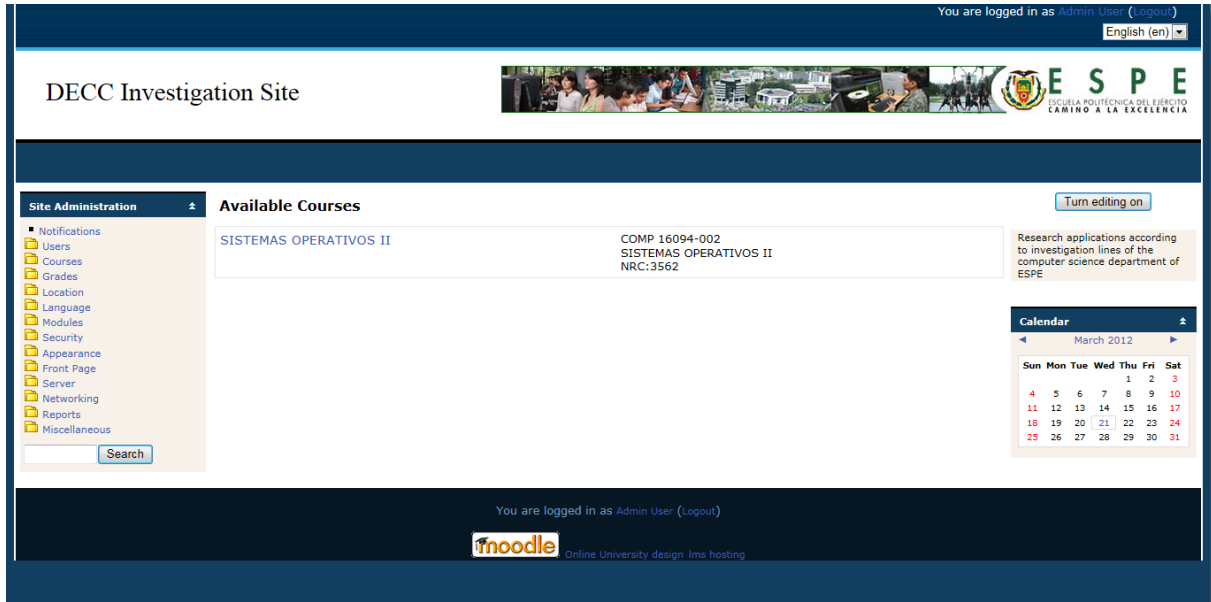 You are logged in as Admin User (Logout)
English (en)
DECC Investigation Site
E S P E
ESCUELA POLITÉCNICA DEL EJÉRCITO
CAMINO A LA EXCELENCIA
Site Administration
Notifications
Users
Courses
Grades
Location
Language
Modules
Security
Appearance
Front Page
Server
Networking
Reports
Miscellaneous
Search
Available Courses
SISTEMAS OPERATIVOS II
COMP 16094-002
SISTEMAS OPERATIVOS II
NRC:3562
Turn editing on
Research applications according
to investigation lines of the
computer science department of
ESPE
Calendar
◄ March 2012 ►
Sun Mon Tue Wed Thu Fri Sat
1 2 3
4 5 6 7 8 9 10
11 12 13 14 15 16 17
18 19 20 21 22 23 24
25 26 27 28 29 30 31
You are logged in as Admin User (Logout)
moodle Online University design lms hosting